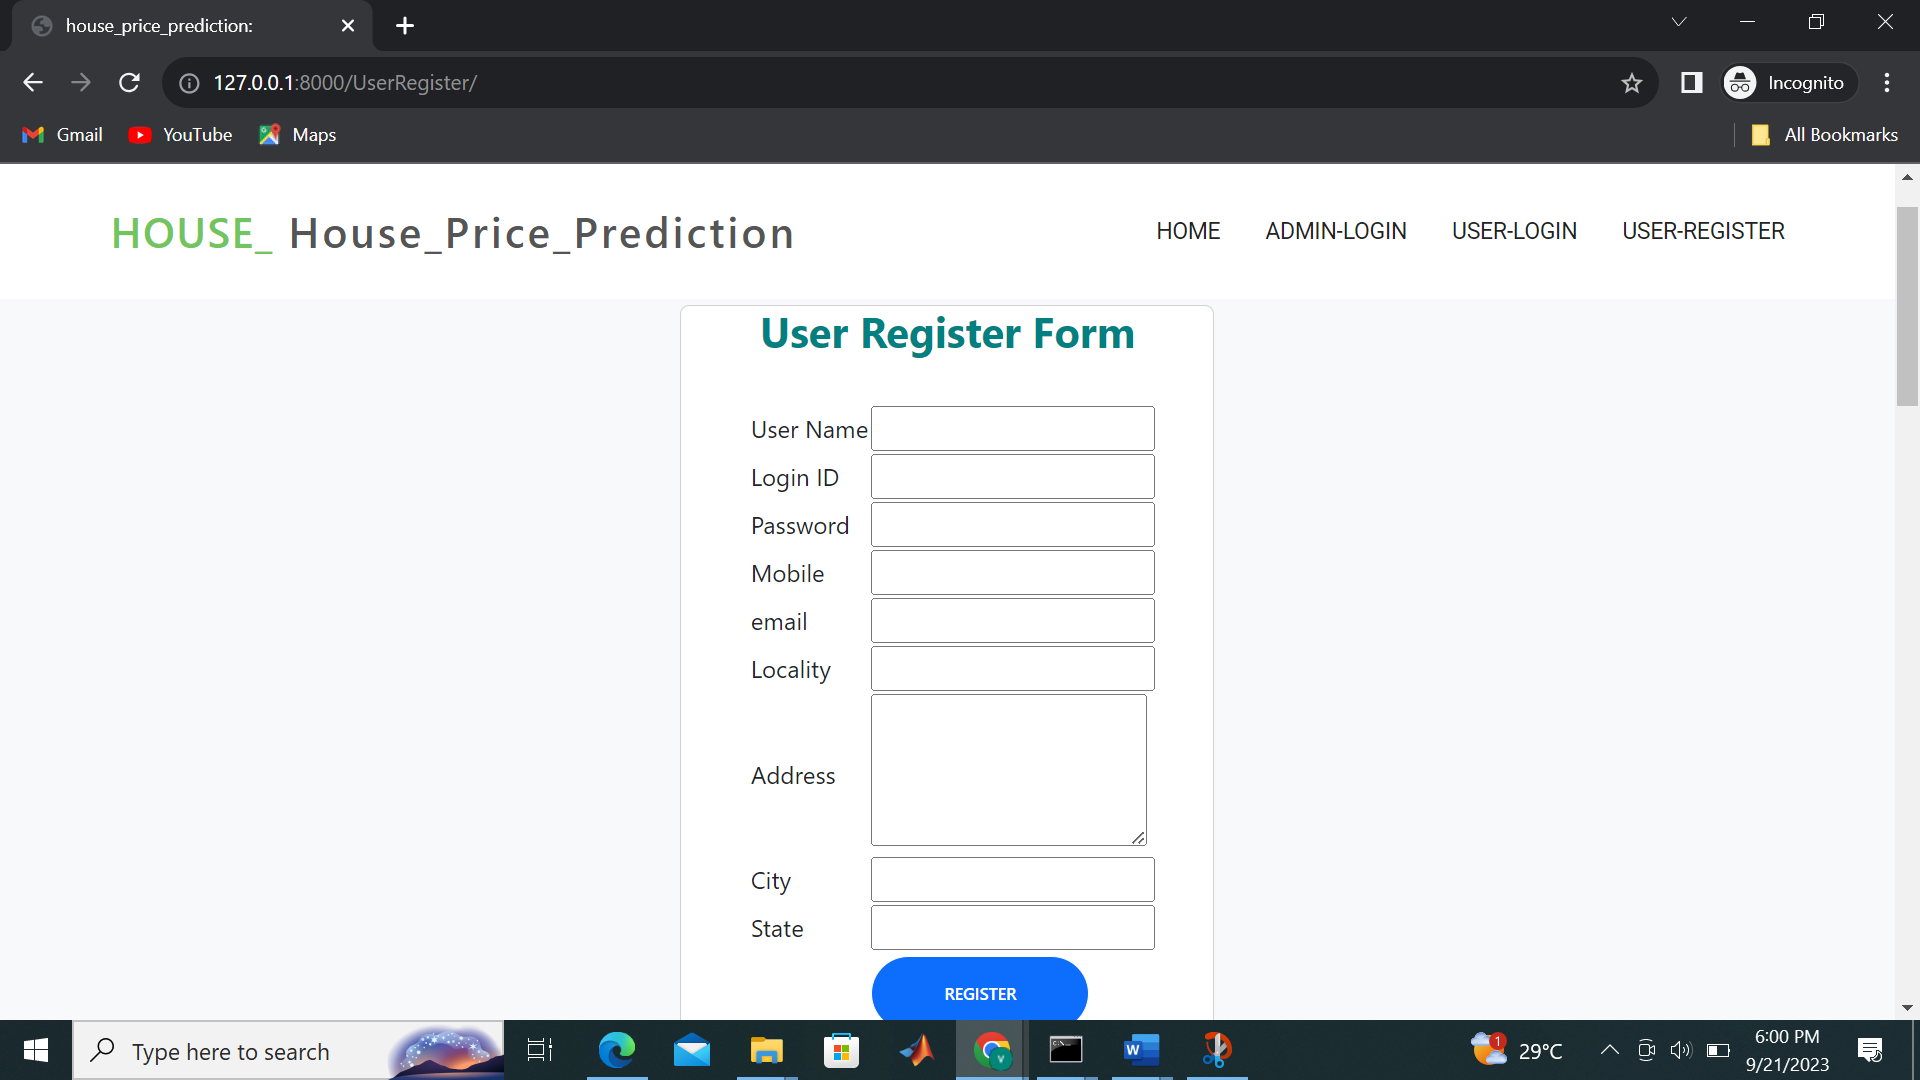 house_price_prediction:
127.0.0.1:8000/UserRegister/
Incognito
Gmail YouTube Maps All Bookmarks
HOUSE_ House_Price_Prediction HOME ADMIN-LOGIN USER-LOGIN USER-REGISTER
User Register Form
User Name
Login ID
Password
Mobile
email
Locality
Address
City
State
REGISTER
Type here to search
1
29°C
6:00 PM
9/21/2023